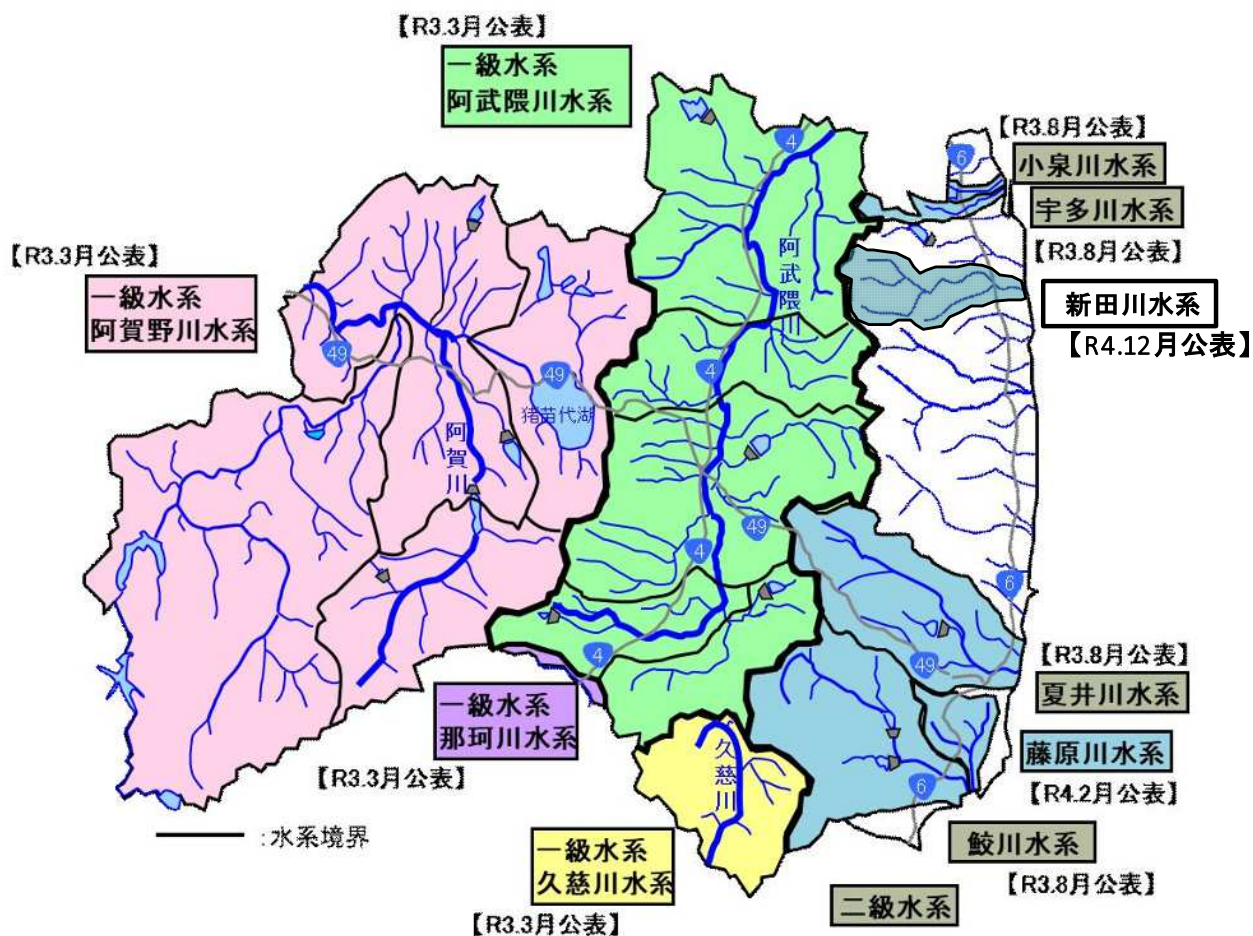 【R3.3月公表】
一級水系
阿武隈川水系
【R3.8月公表】
小泉川水系
宇多川水系
【R3.8月公表】
新田川水系
【R4.12月公表】
【R3.3月公表】
一級水系
阿賀野川水系
4
6
阿武隈川
49
49
猪苗代湖
阿賀川
4
49
4
6
4
49
【R3.8月公表】
夏井川水系
一級水系
那珂川水系
【R3.3月公表】
久慈川
藤原川水系
【R4.2月公表】
6
:水系境界
一級水系
久慈川水系
【R3.3月公表】
鮫川水系
【R3.8月公表】
二級水系